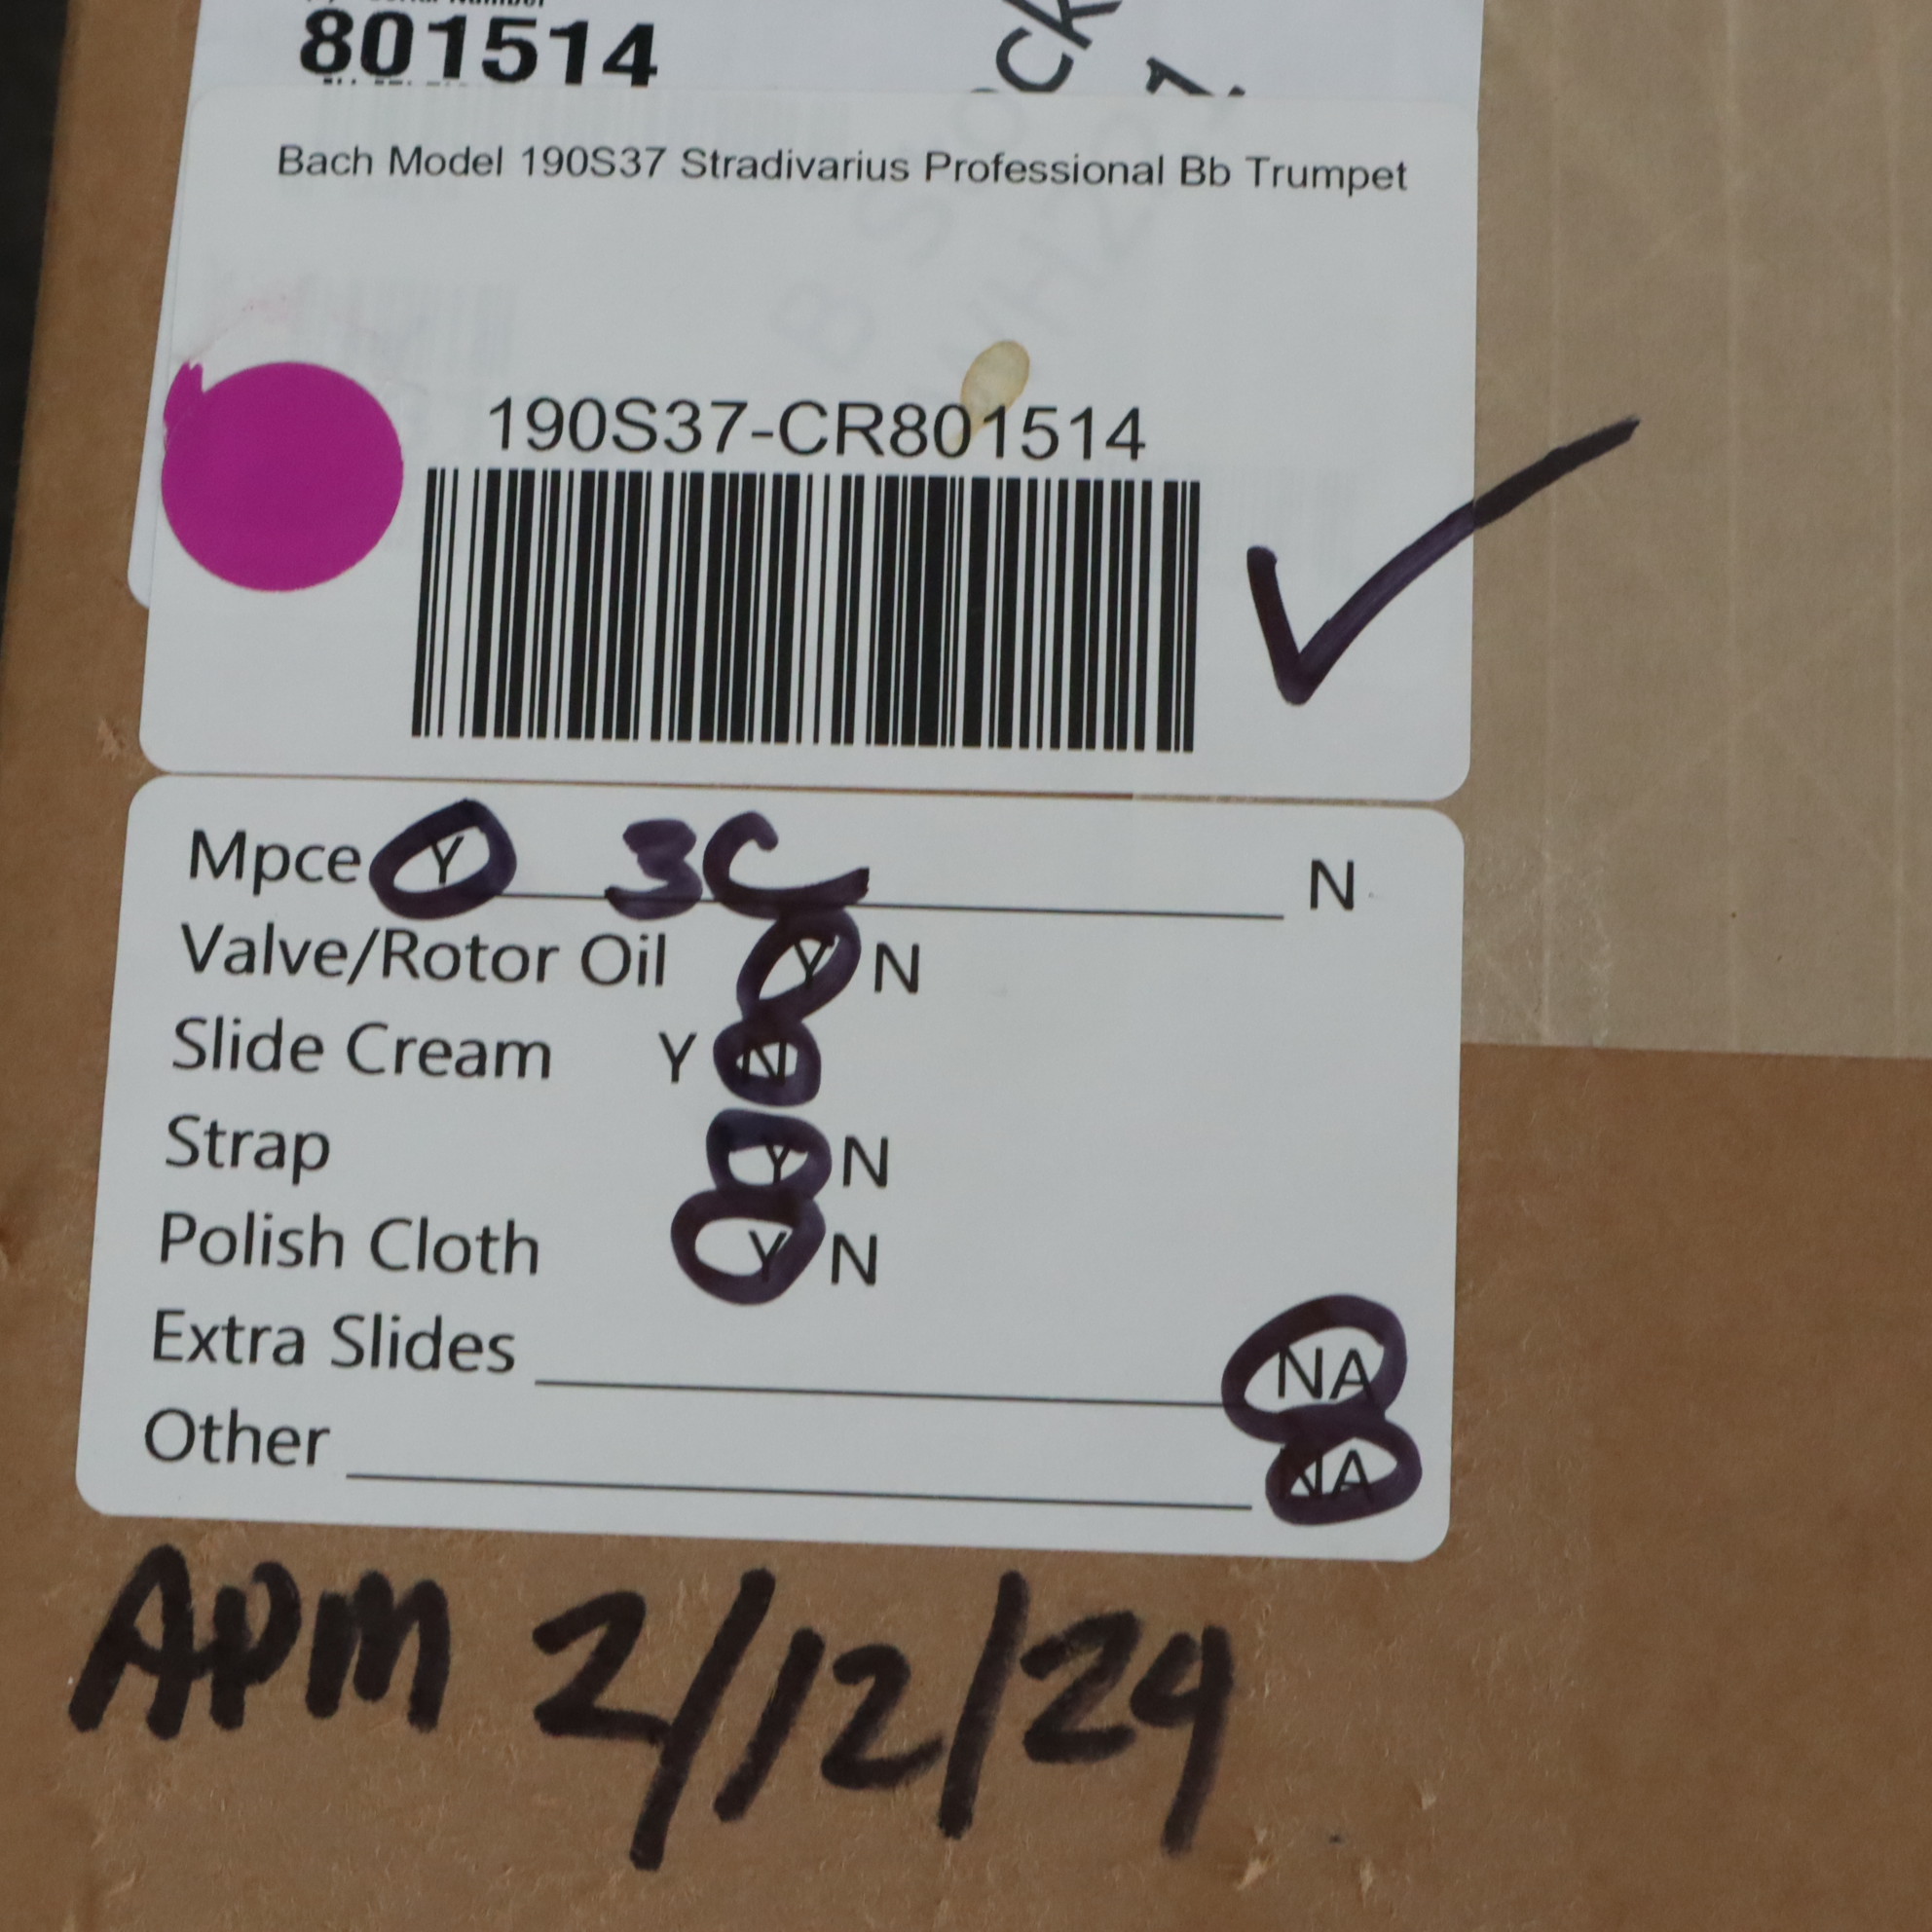 801514
Bach Model 190S37 Stradivarius Professional Bb Trumpet
190S37-CR801514
Mpce Y 3C N
Valve/Rotor Oil Y N
Slide Cream Y N
Strap Y N
Polish Cloth Y N
Extra Slides NA
Other NA
APM 2/12/24